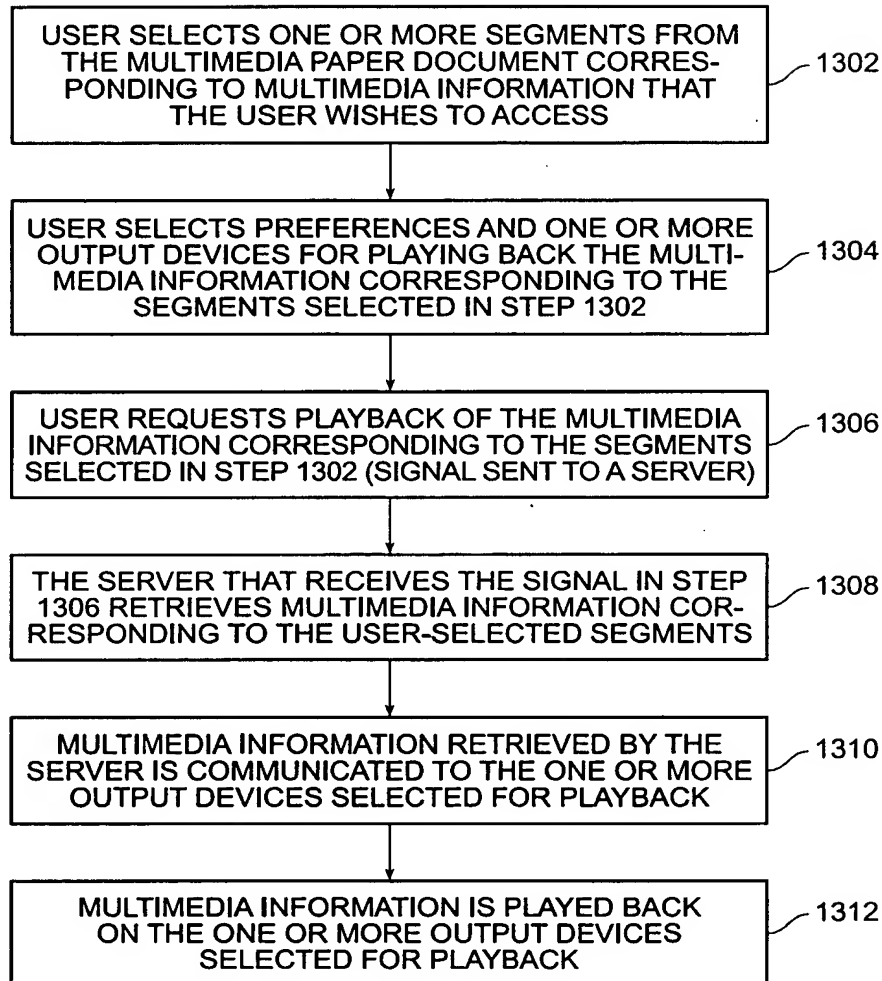 USER SELECTS ONE OR MORE SEGMENTS FROM
THE MULTIMEDIA PAPER DOCUMENT CORRES-
PONDING TO MULTIMEDIA INFORMATION THAT
THE USER WISHES TO ACCESS
1302
USER SELECTS PREFERENCES AND ONE OR MORE
OUTPUT DEVICES FOR PLAYING BACK THE MULTI-
MEDIA INFORMATION CORRESPONDING TO THE
SEGMENTS SELECTED IN STEP 1302
1304
USER REQUESTS PLAYBACK OF THE MULTIMEDIA
INFORMATION CORRESPONDING TO THE SEGMENTS
SELECTED IN STEP 1302 (SIGNAL SENT TO A SERVER)
1306
THE SERVER THAT RECEIVES THE SIGNAL IN STEP
1306 RETRIEVES MULTIMEDIA INFORMATION COR-
RESPONDING TO THE USER-SELECTED SEGMENTS
1308
MULTIMEDIA INFORMATION RETRIEVED BY THE
SERVER IS COMMUNICATED TO THE ONE OR MORE
OUTPUT DEVICES SELECTED FOR PLAYBACK
1310
MULTIMEDIA INFORMATION IS PLAYED BACK
ON THE ONE OR MORE OUTPUT DEVICES
SELECTED FOR PLAYBACK
1312